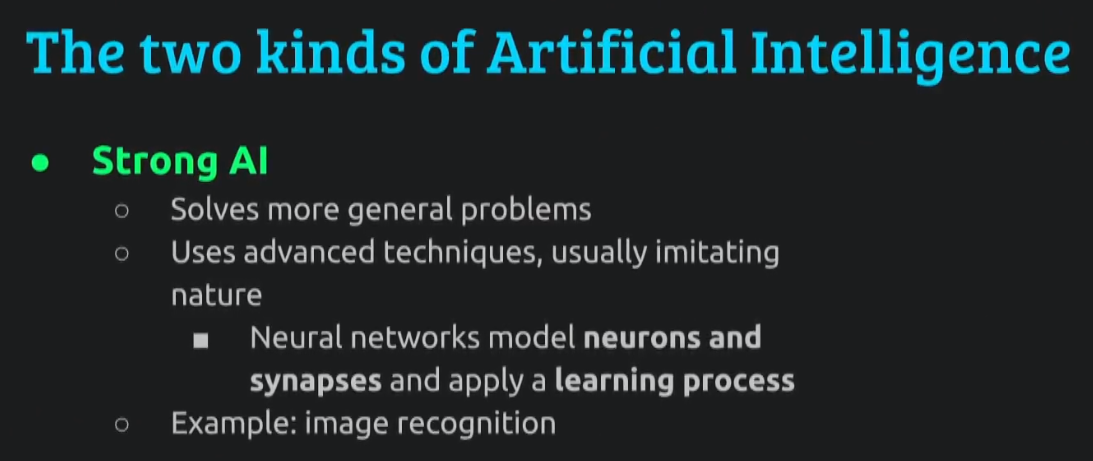 The two kinds of Artificial Intelligence
● Strong AI
○ Solves more general problems
○ Uses advanced techniques, usually imitating
nature
■ Neural networks model neurons and
synapses and apply a learning process
○ Example: image recognition